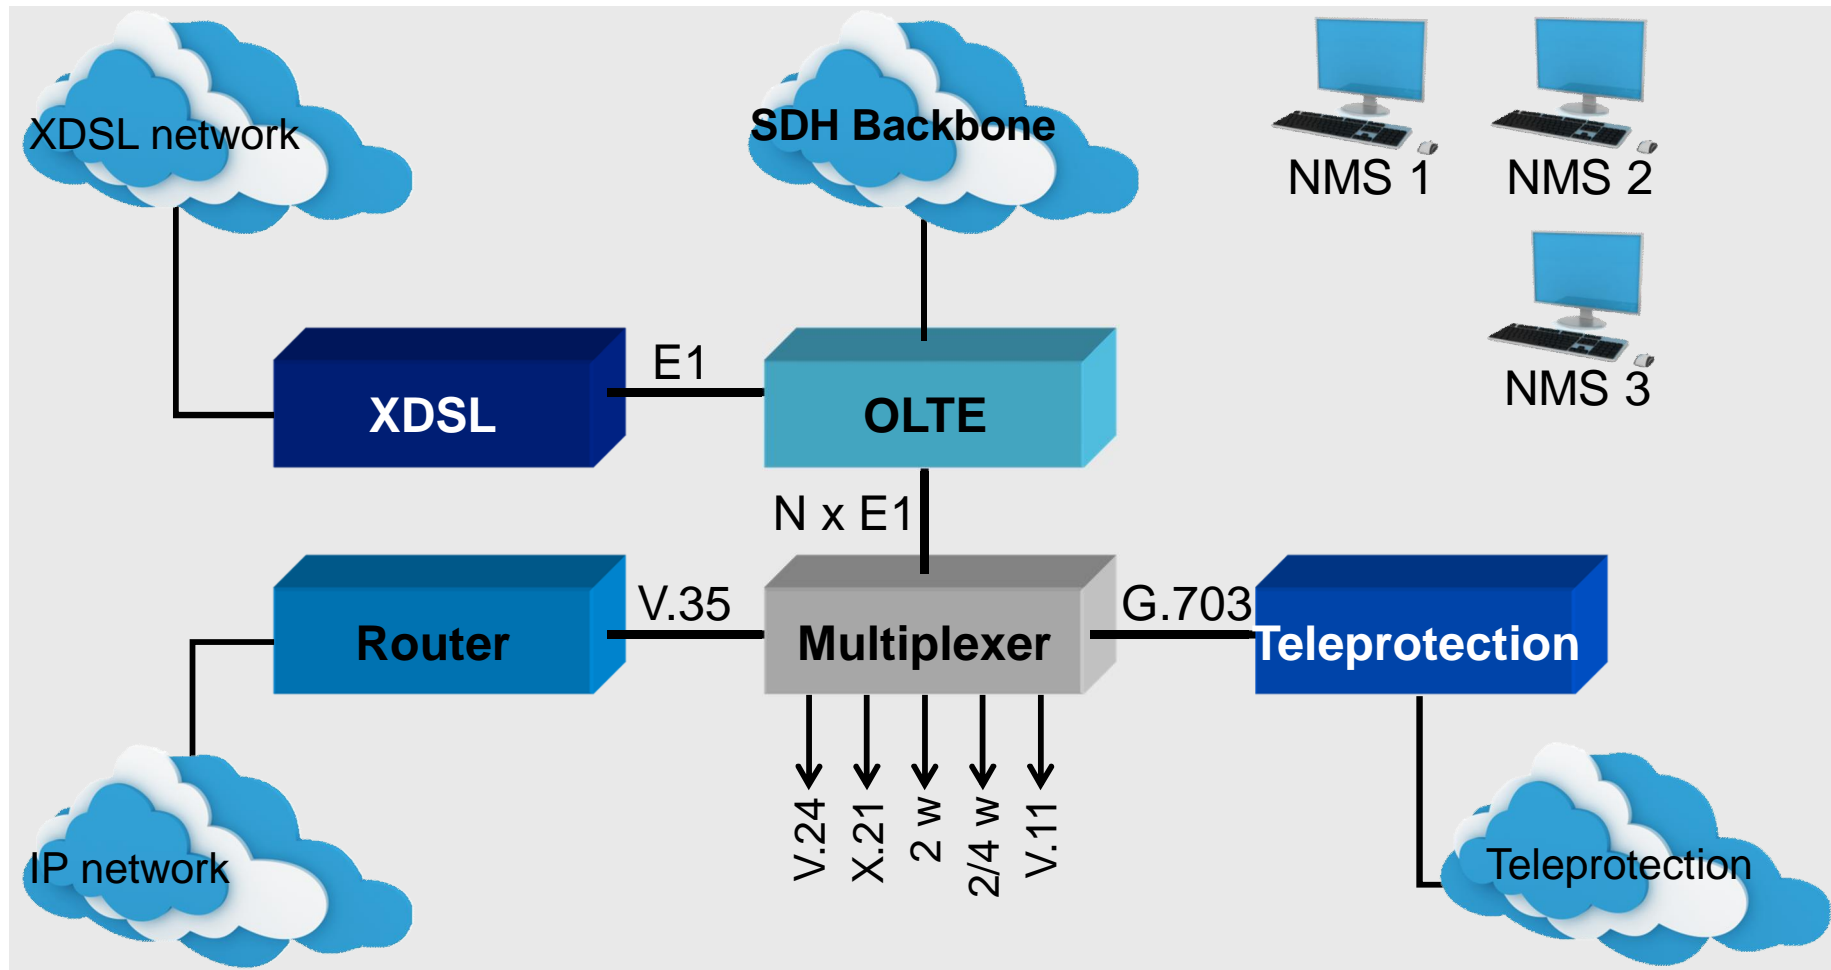 XDSL network
SDH Backbone
NMS 1
NMS 2
NMS 3
E1
XDSL
OLTE
N x E1
V.35
G.703
Router
Multiplexer
Teleprotection
V.24
X.21
2 w
2/4 w
V.11
IP network
Teleprotection